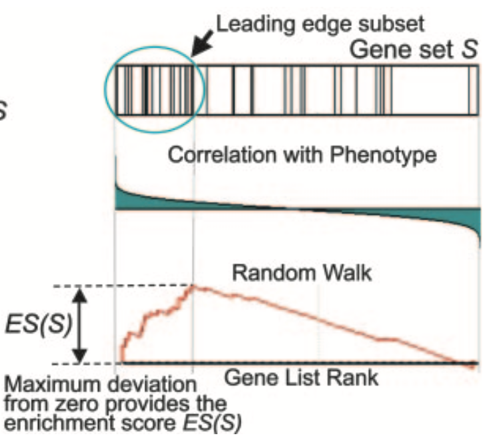 Leading edge subset
Gene set S
S
Correlation with Phenotype
Random Walk
ES(S)
Gene List Rank
Maximum deviation
from zero provides the
enrichment score ES(S)